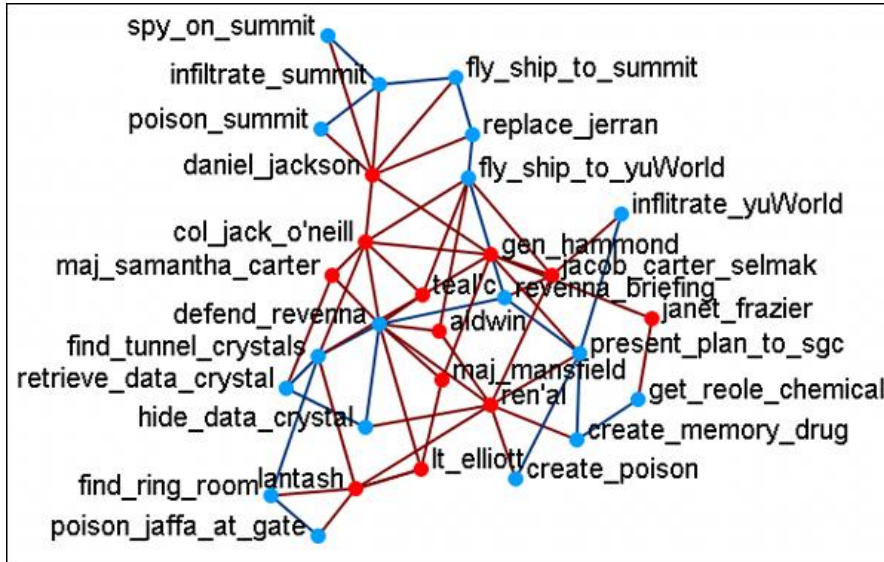 spy_on_summit
infiltrate_summit
fly_ship_to_summit
poison_summit
replace_jerran
daniel_jackson
fly_ship_to_yuWorld
inflitrate_yuWorld
col_jack_o'neill
gen_hammond
maj_samantha_carter
jacob_carter_selmak
teal'c
revenna_briefing
defend_revenna
aldwin
janet_frazier
find_tunnel_crystals
present_plan_to_sgc
retrieve_data_crystal
maj_mansfield
ren'al
get_reole_chemical
hide_data_crystal
create_memory_drug
lt_elliott
create_poison
find_ring_room
lantash
poison_jaffa_at_gate